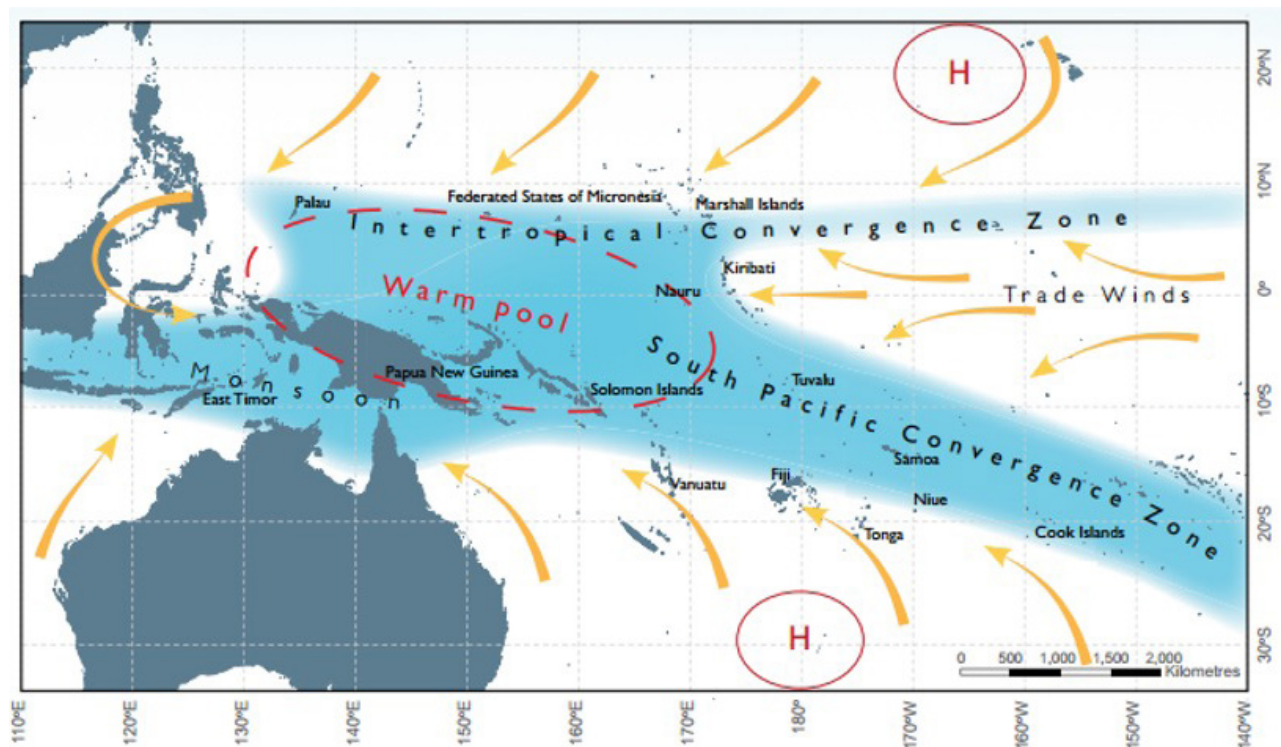 H
20°N
10°N
Palau
Federated States of Micronesia
Marshall Islands
Intertropical Convergence Zone
Kiribati
Warm pool
Nauru
0°
Trade Winds
South Pacific Convergence Zone
Monsoon
Papua New Guinea
Tuvalu
East Timor
Solomon Islands
10°S
Samoa
Fiji
Vanuatu
Niue
20°S
Tonga
Cook Islands
H
30°S
0 500 1,000 1,500 2,000
Kilometres
110°E 120°E 130°E 140°E 150°E 160°E 170°E 180° 170°W 160°W 150°W 140°W